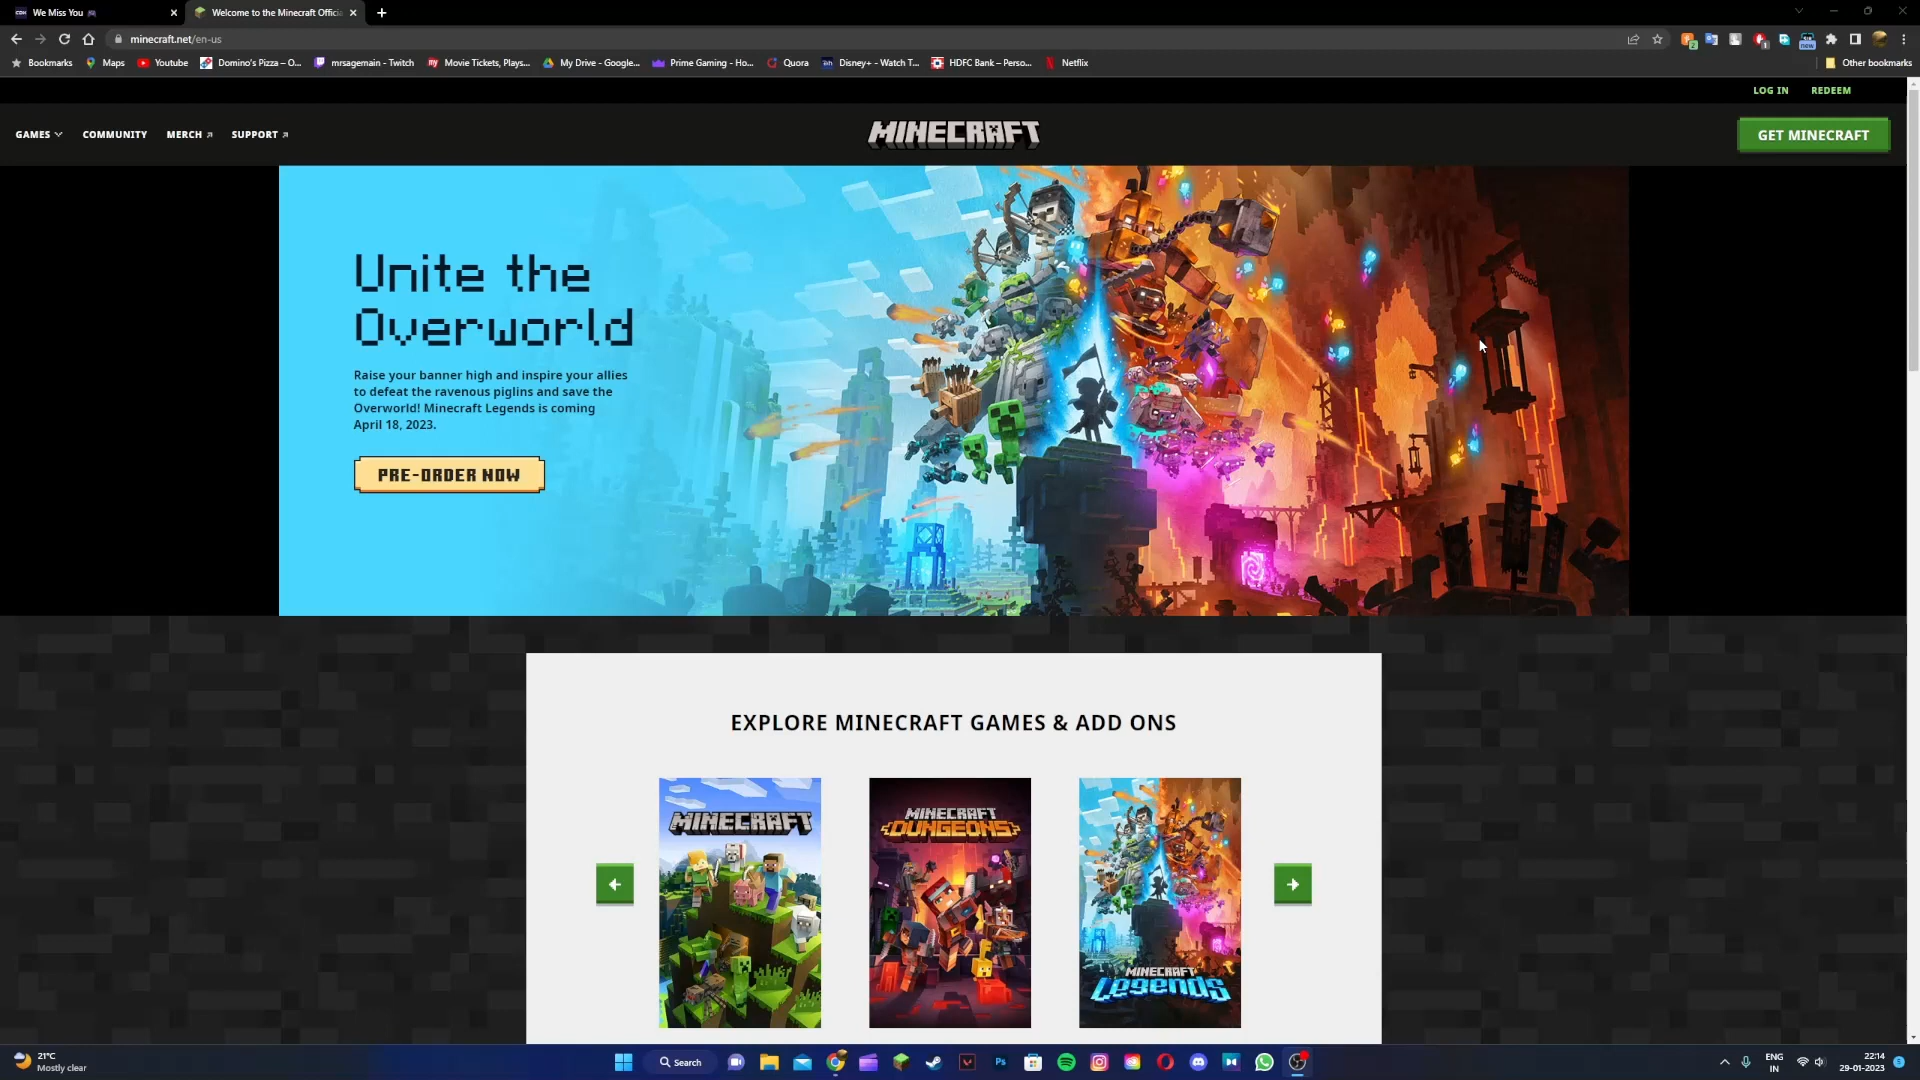 We Miss You
Welcome to the Minecraft Offici
minecraft.net/en-us
Bookmarks
Maps
Youtube
Domino's Pizza – O...
mrsagemain - Twitch
Movie Tickets, Plays...
My Drive - Google...
Prime Gaming - Ho...
Quora
Disney+ - Watch T...
HDFC Bank – Perso...
Netflix
Other bookmarks
LOG IN
REDEEM
GAMES
COMMUNITY
MERCH
SUPPORT
MINECRAFT
GET MINECRAFT
Unite the
Overworld
Raise your banner high and inspire your allies
to defeat the ravenous piglins and save the
Overworld! Minecraft Legends is coming
April 18, 2023.
PRE-ORDER NOW
EXPLORE MINECRAFT GAMES & ADD ONS
MINECRAFT
MINECRAFT
DUNGEONS
MINECRAFT
Legends
21°C
Mostly clear
Search
Ps
ENG
IN
22:14
29-01-2023